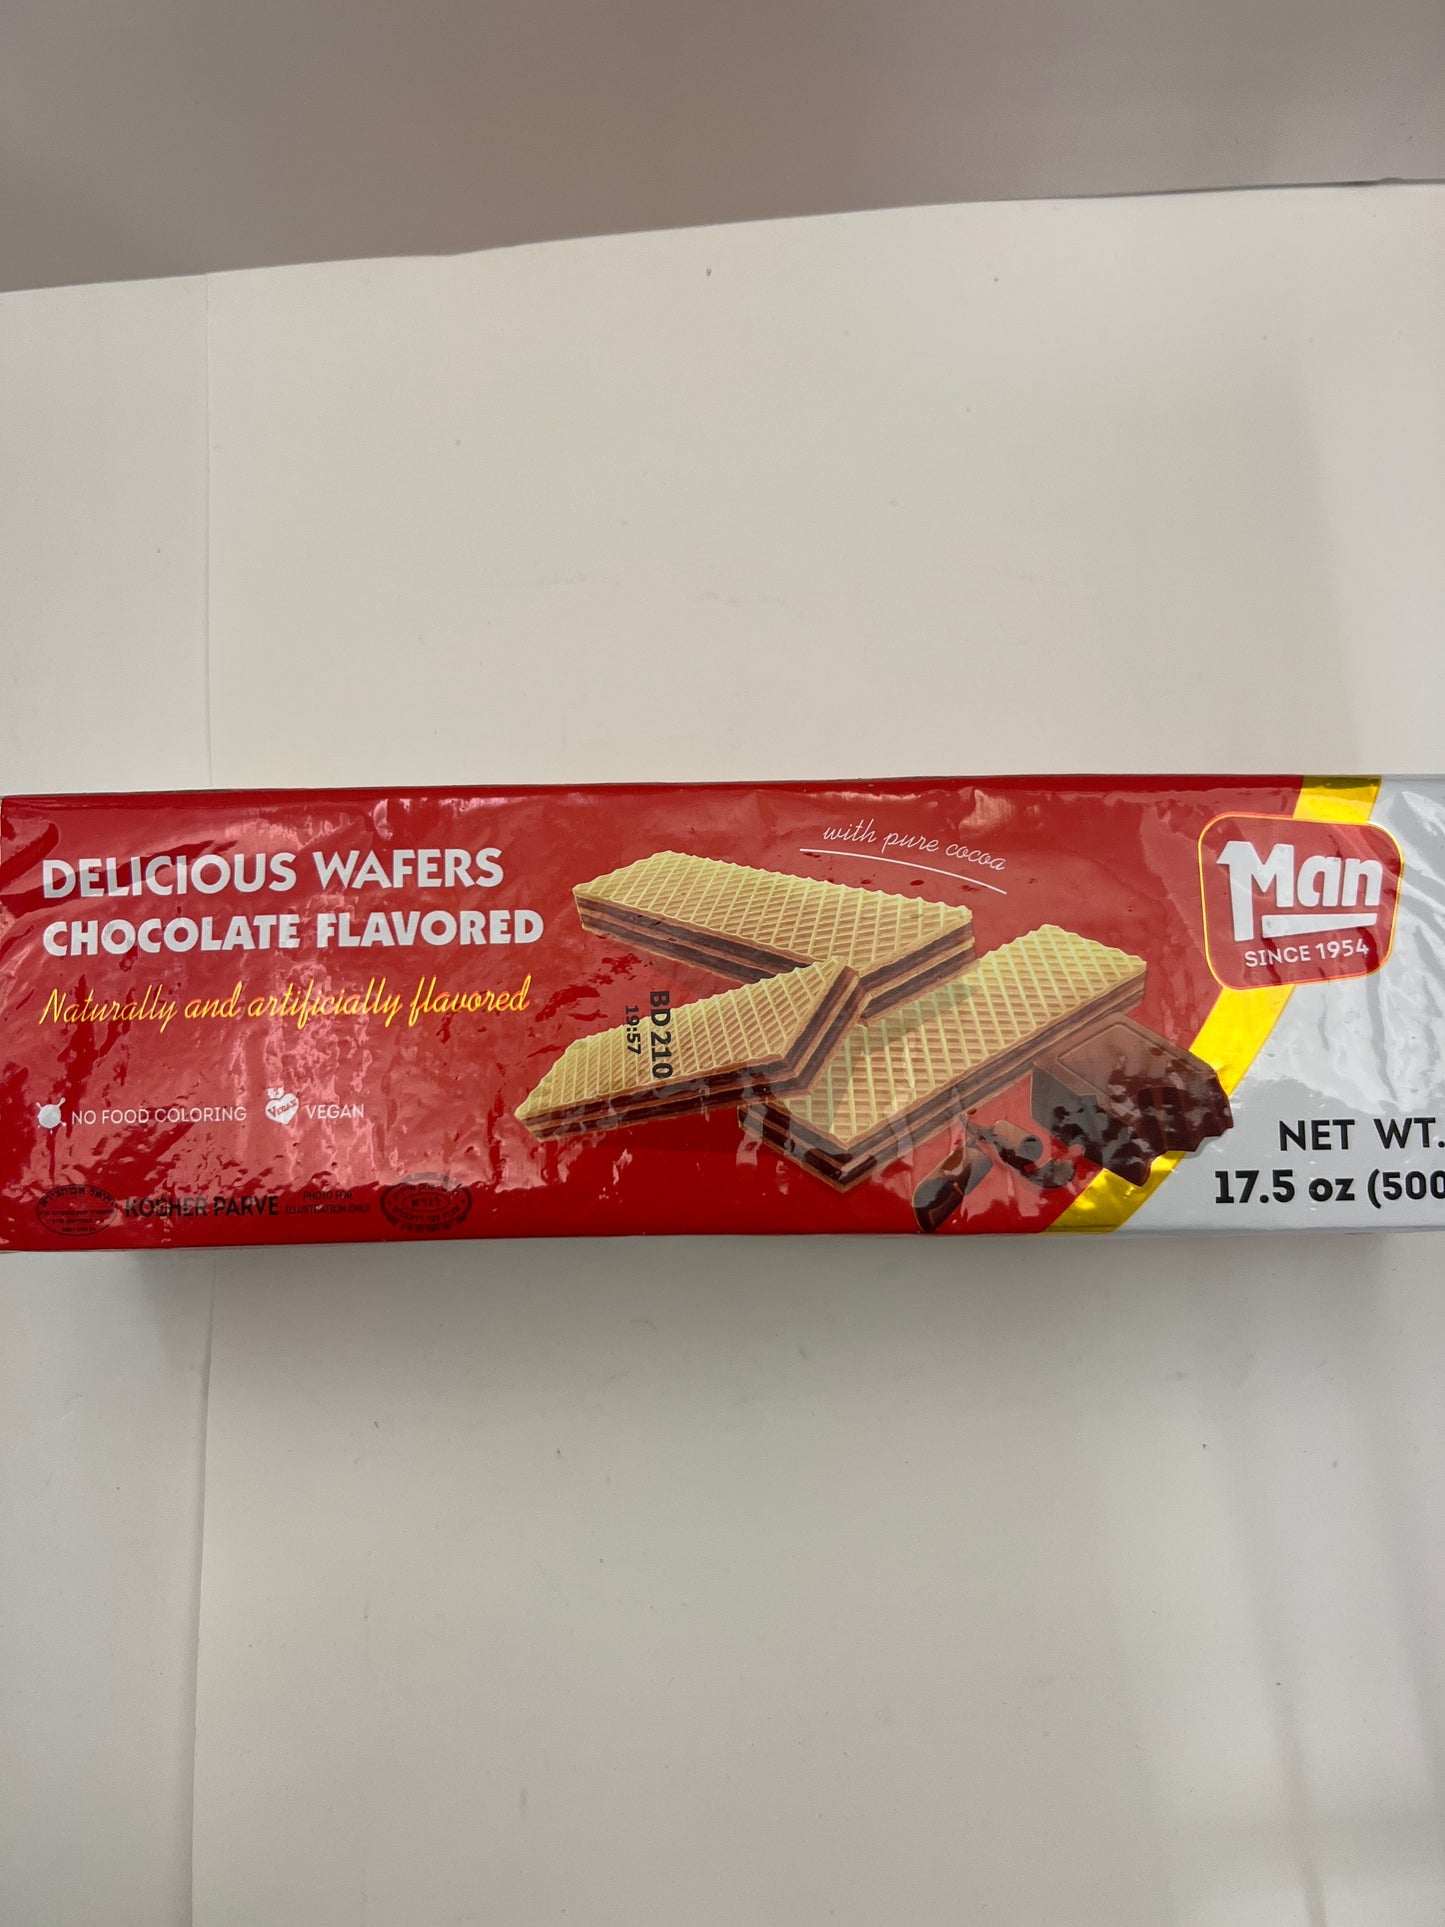 DELICIOUS WAFERS
CHOCOLATE FLAVORED
Naturally and artificially flavored
NO FOOD COLORING
VEGAN
KOSHER PARVE
PHOTO FOR
ILLUSTRATION ONLY
with pure cocoa
BD 210
19:57
Man
SINCE 1954
NET WT.
17.5 oz (500